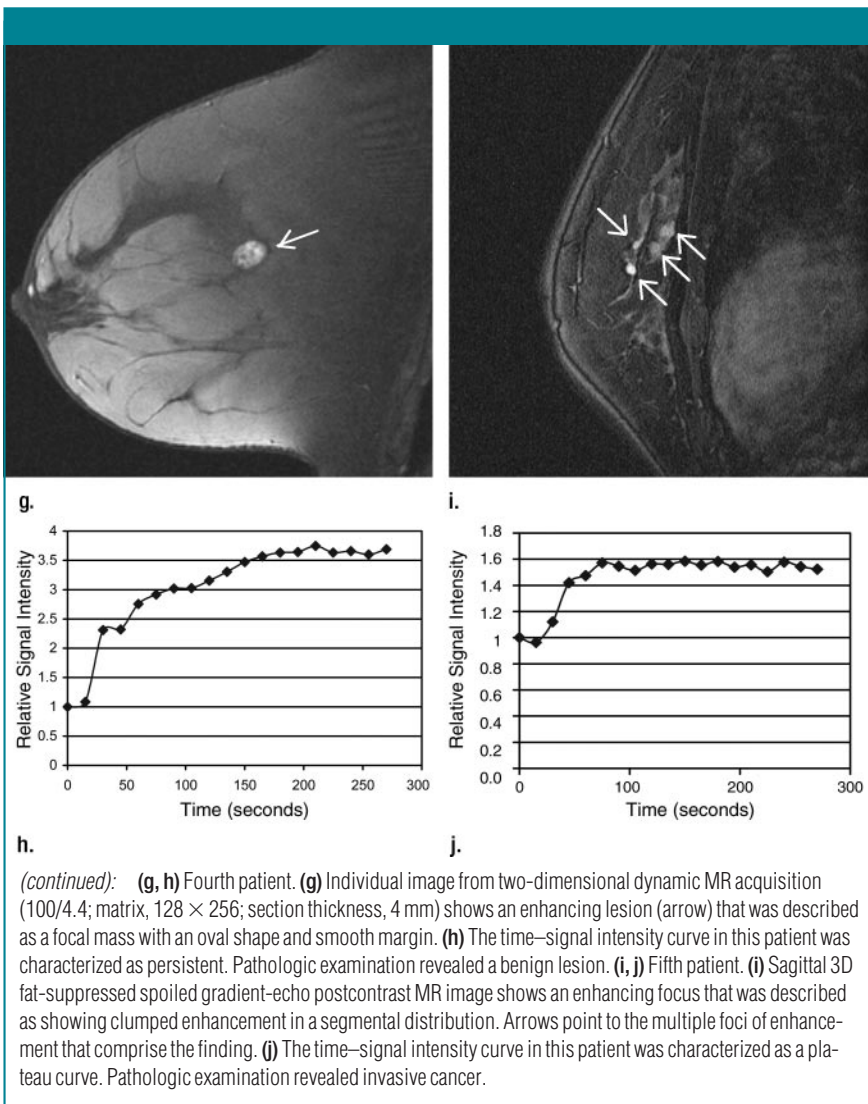 g.
i.
4
3.5
3
2.5
2
1.5
1
0.5
0
Relative Signal Intensity
0 50 100 150 200 250 300
Time (seconds)
h.
1.8
1.6
1.4
1.2
1
0.8
0.6
0.4
0.2
0.0
Relative Signal Intensity
0 100 200 300
Time (seconds)
j.
(continued): (g, h) Fourth patient. (g) Individual image from two-dimensional dynamic MR acquisition
(100/4.4; matrix, 128 × 256; section thickness, 4 mm) shows an enhancing lesion (arrow) that was described
as a focal mass with an oval shape and smooth margin. (h) The time–signal intensity curve in this patient was
characterized as persistent. Pathologic examination revealed a benign lesion. (i, j) Fifth patient. (i) Sagittal 3D
fat-suppressed spoiled gradient-echo postcontrast MR image shows an enhancing focus that was described
as showing clumped enhancement in a segmental distribution. Arrows point to the multiple foci of enhance-
ment that comprise the finding. (j) The time–signal intensity curve in this patient was characterized as a pla-
teau curve. Pathologic examination revealed invasive cancer.